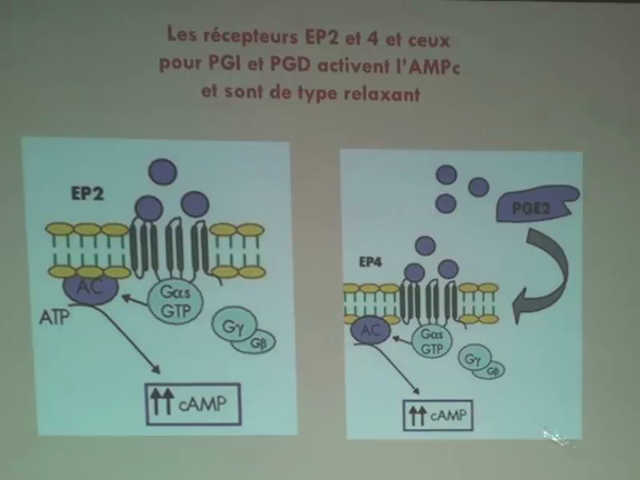 Les récepteurs EP2 et 4 et ceux
pour PGI et PGD activent l'AMPc
et sont de type relaxant
EP2
AC
Gαs
GTP
ATP
Gγ
Gβ
cAMP
PGE2
EP4
AC
Gαs
GTP
Gγ
Gβ
cAMP